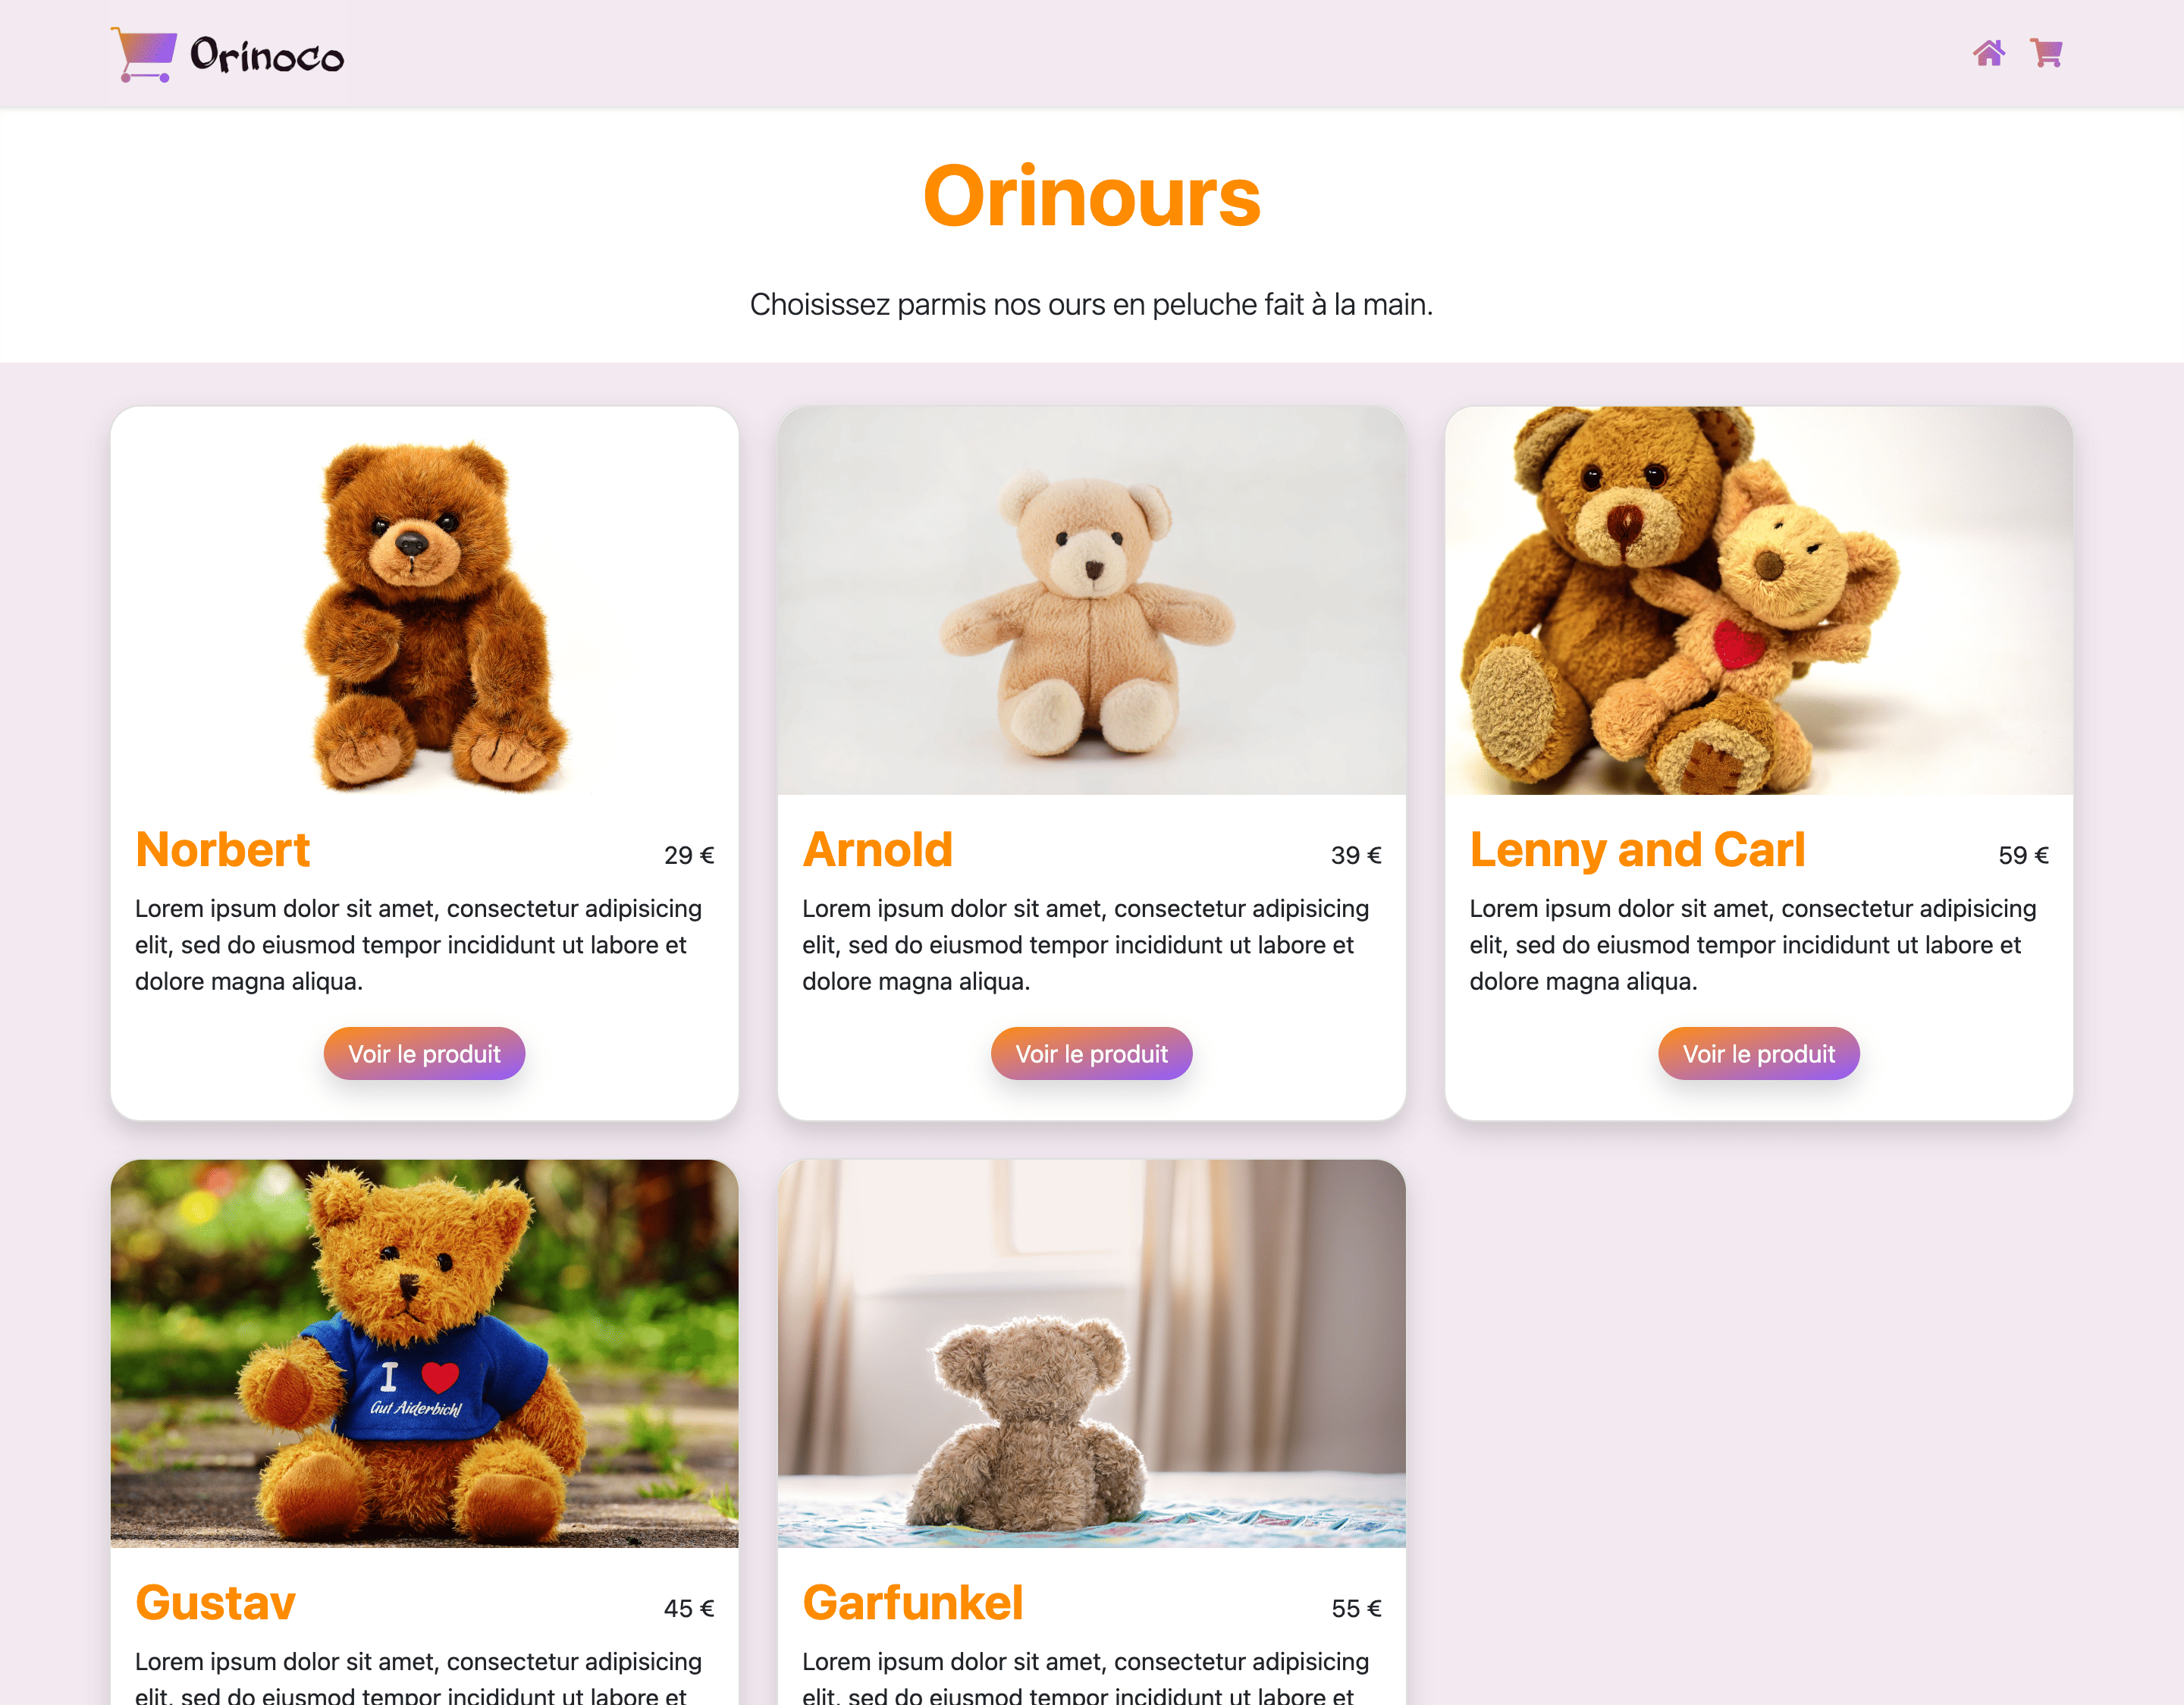 Orinoco
Orinours
Choisissez parmis nos ours en peluche fait à la main.
Norbert
29 €
Lorem ipsum dolor sit amet, consectetur adipisicing
elit, sed do eiusmod tempor incididunt ut labore et
dolore magna aliqua.
Voir le produit
Arnold
39 €
Lorem ipsum dolor sit amet, consectetur adipisicing
elit, sed do eiusmod tempor incididunt ut labore et
dolore magna aliqua.
Voir le produit
Lenny and Carl
59 €
Lorem ipsum dolor sit amet, consectetur adipisicing
elit, sed do eiusmod tempor incididunt ut labore et
dolore magna aliqua.
Voir le produit
I ❤
Gut Aiderbichl
Gustav
45 €
Lorem ipsum dolor sit amet, consectetur adipisicing
elit, sed do eiusmod tempor incididunt ut labore et
Garfunkel
55 €
Lorem ipsum dolor sit amet, consectetur adipisicing
elit, sed do eiusmod tempor incididunt ut labore et